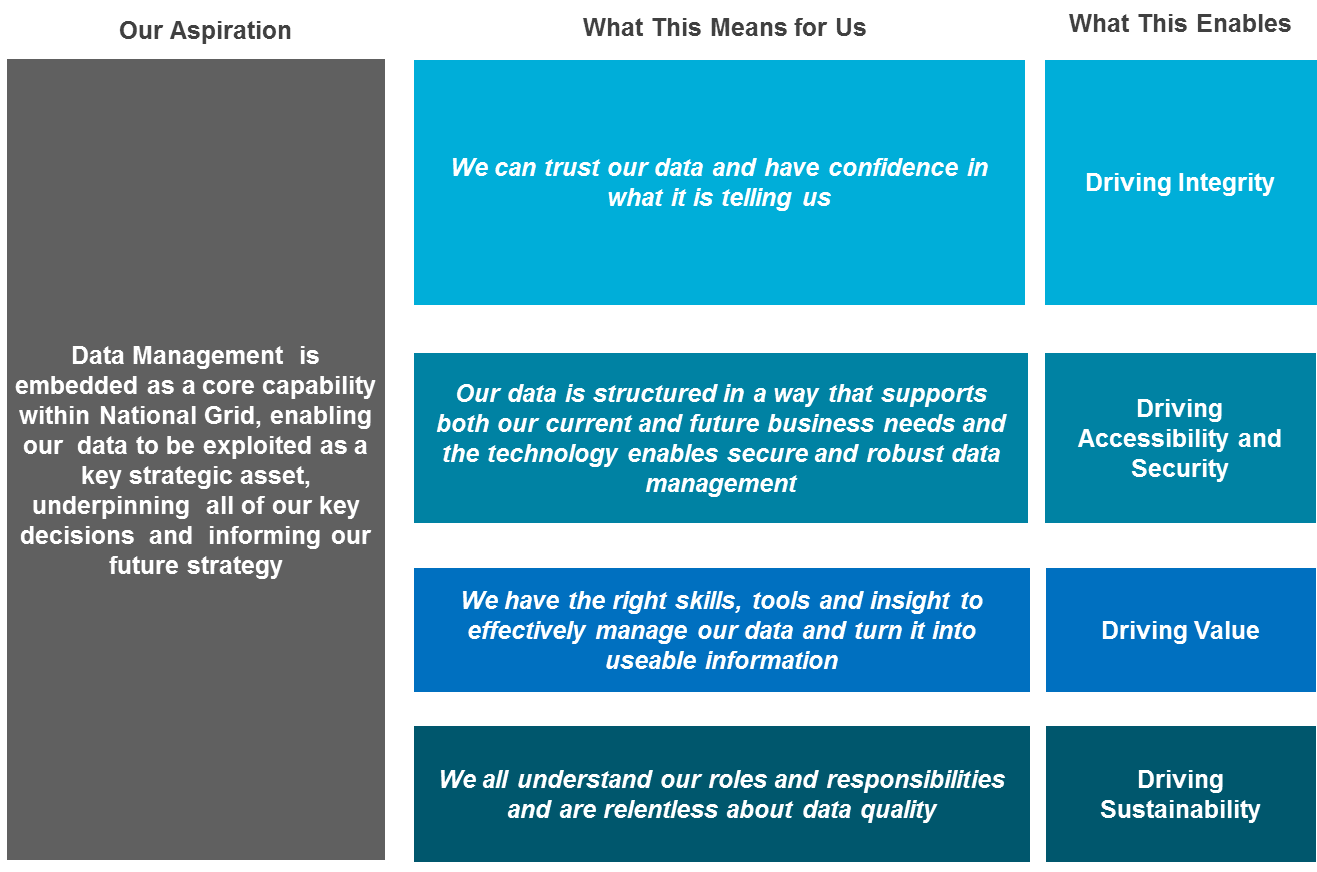 Our Aspiration
What This Means for Us
What This Enables
Data Management is
embedded as a core capability
within National Grid, enabling
our data to be exploited as a
key strategic asset,
underpinning all of our key
decisions and informing our
future strategy
We can trust our data and have confidence in
what it is telling us
Driving Integrity
Our data is structured in a way that supports
both our current and future business needs and
the technology enables secure and robust data
management
Driving
Accessibility and
Security
We have the right skills, tools and insight to
effectively manage our data and turn it into
useable information
Driving Value
We all understand our roles and responsibilities
and are relentless about data quality
Driving
Sustainability